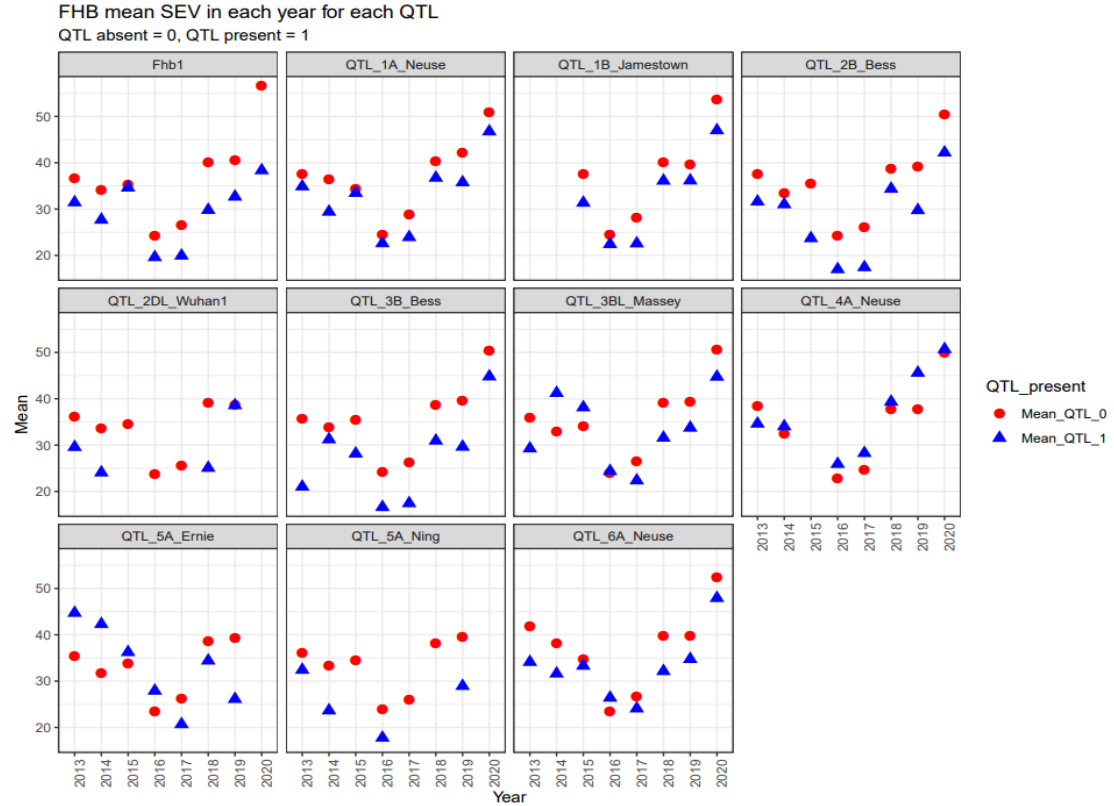 FHB mean SEV in each year for each QTL
QTL absent = 0, QTL present = 1
Fhb1 QTL_1A_Neuse QTL_1B_Jamestown QTL_2B_Bess
50
40
30
20
QTL_2DL_Wuhan1 QTL_3B_Bess QTL_3BL_Massey QTL_4A_Neuse
50
40
30
20
Mean
QTL_present
Mean_QTL_0
Mean_QTL_1
2013 2014 2015 2016 2017 2018 2019 2020
QTL_5A_Ernie QTL_5A_Ning QTL_6A_Neuse
50
40
30
20
2013 2014 2015 2016 2017 2018 2019 2020 2013 2014 2015 2016 2017 2018 2019 2020 2013 2014 2015 2016 2017 2018 2019 2020
Year